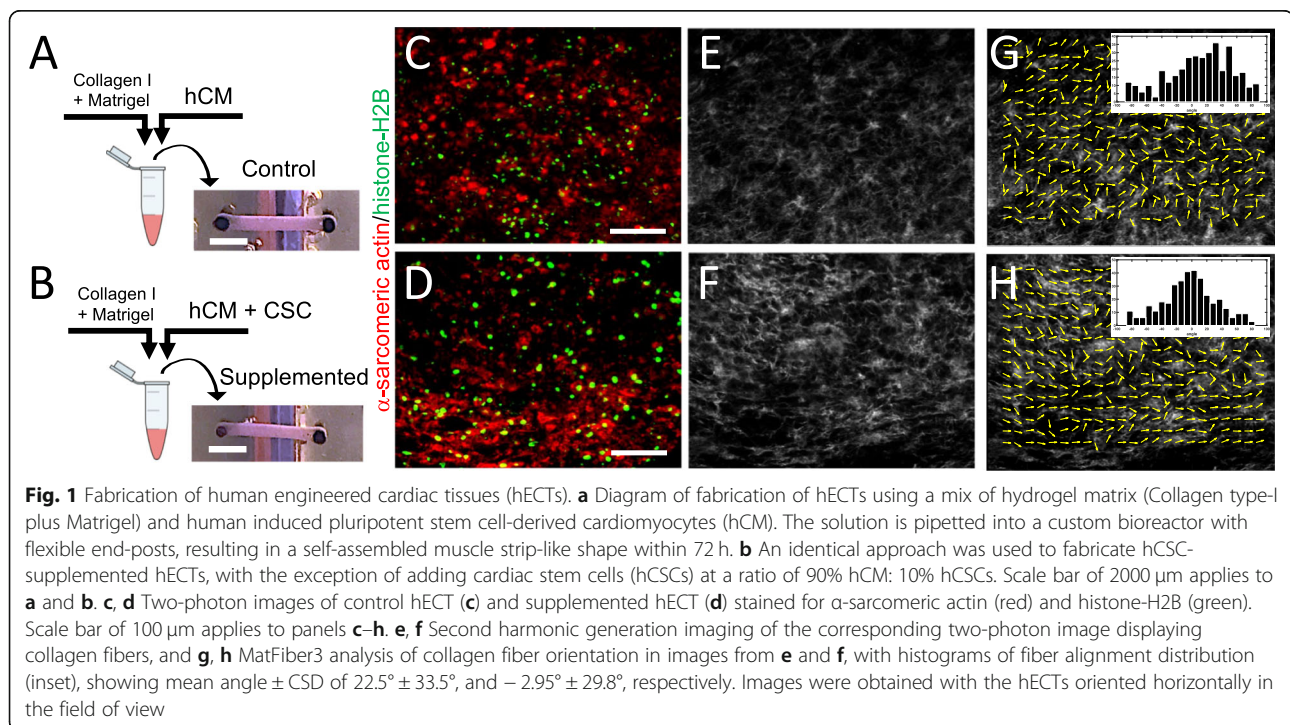 A
Collagen I
+ Matrigel
hCM
Control
B
Collagen I
+ Matrigel
hCM + CSC
Supplemented
α-sarcomeric actin/histone-H2B
C
D
E
F
G
angle
H
angle
Fig. 1 Fabrication of human engineered cardiac tissues (hECTs). a Diagram of fabrication of hECTs using a mix of hydrogel matrix (Collagen type-I
plus Matrigel) and human induced pluripotent stem cell-derived cardiomyocytes (hCM). The solution is pipetted into a custom bioreactor with
flexible end-posts, resulting in a self-assembled muscle strip-like shape within 72 h. b An identical approach was used to fabricate hCSC-
supplemented hECTs, with the exception of adding cardiac stem cells (hCSCs) at a ratio of 90% hCM: 10% hCSCs. Scale bar of 2000 μm applies to
a and b. c, d Two-photon images of control hECT (c) and supplemented hECT (d) stained for α-sarcomeric actin (red) and histone-H2B (green).
Scale bar of 100 μm applies to panels c–h. e, f Second harmonic generation imaging of the corresponding two-photon image displaying
collagen fibers, and g, h MatFiber3 analysis of collagen fiber orientation in images from e and f, with histograms of fiber alignment distribution
(inset), showing mean angle ± CSD of 22.5° ± 33.5°, and − 2.95° ± 29.8°, respectively. Images were obtained with the hECTs oriented horizontally in
the field of view